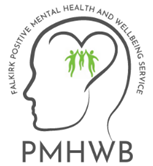 FALKIRK POSITIVE MENTAL HEALTH AND WELLBEING SERVICE
PMHWB